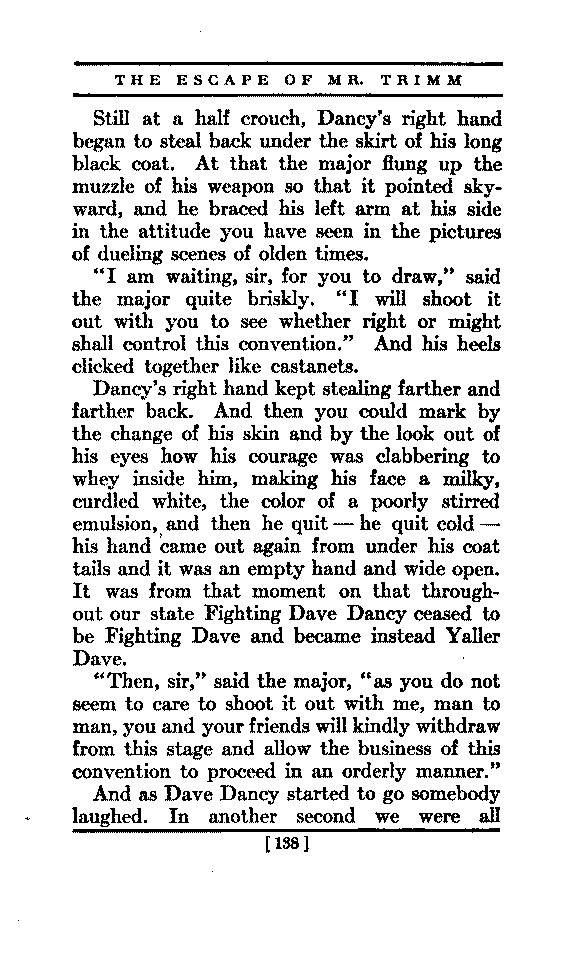 THE ESCAPE OF MR. TRIMM
Still at a half crouch, Dancy's right hand
began to steal back under the skirt of his long
black coat. At that the major flung up the
muzzle of his weapon so that it pointed sky-
ward, and he braced his left arm at his side
in the attitude you have seen in the pictures
of dueling scenes of olden times.
"I am waiting, sir, for you to draw," said
the major quite briskly. "I will shoot it
out with you to see whether right or might
shall control this convention." And his heels
clicked together like castanets.
Dancy's right hand kept stealing farther and
farther back. And then you could mark by
the change of his skin and by the look out of
his eyes how his courage was clabbering to
whey inside him, making his face a milky,
curdled white, the color of a poorly stirred
emulsion, and then he quit — he quit cold —
his hand came out again from under his coat
tails and it was an empty hand and wide open.
It was from that moment on that through-
out our state Fighting Dave Dancy ceased to
be Fighting Dave and became instead Yaller
Dave.
"Then, sir," said the major, "as you do not
seem to care to shoot it out with me, man to
man, you and your friends will kindly withdraw
from this stage and allow the business of this
convention to proceed in an orderly manner."
And as Dave Dancy started to go somebody
laughed. In another second we were all
[138]